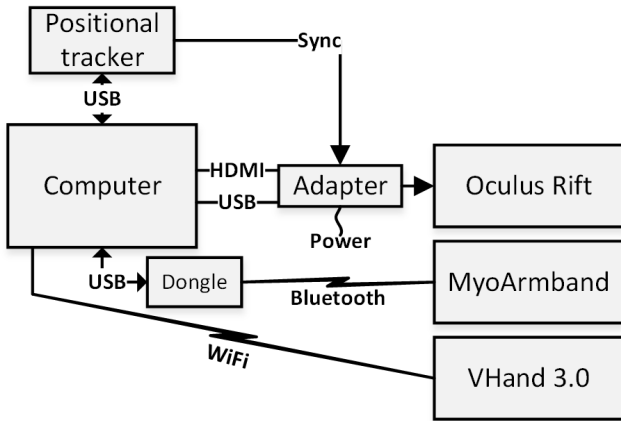 Positional
tracker
Sync
USB
Computer
HDMI
USB
Adapter
Oculus Rift
Power
MyoArmband
USB
Dongle
Bluetooth
WiFi
VHand 3.0